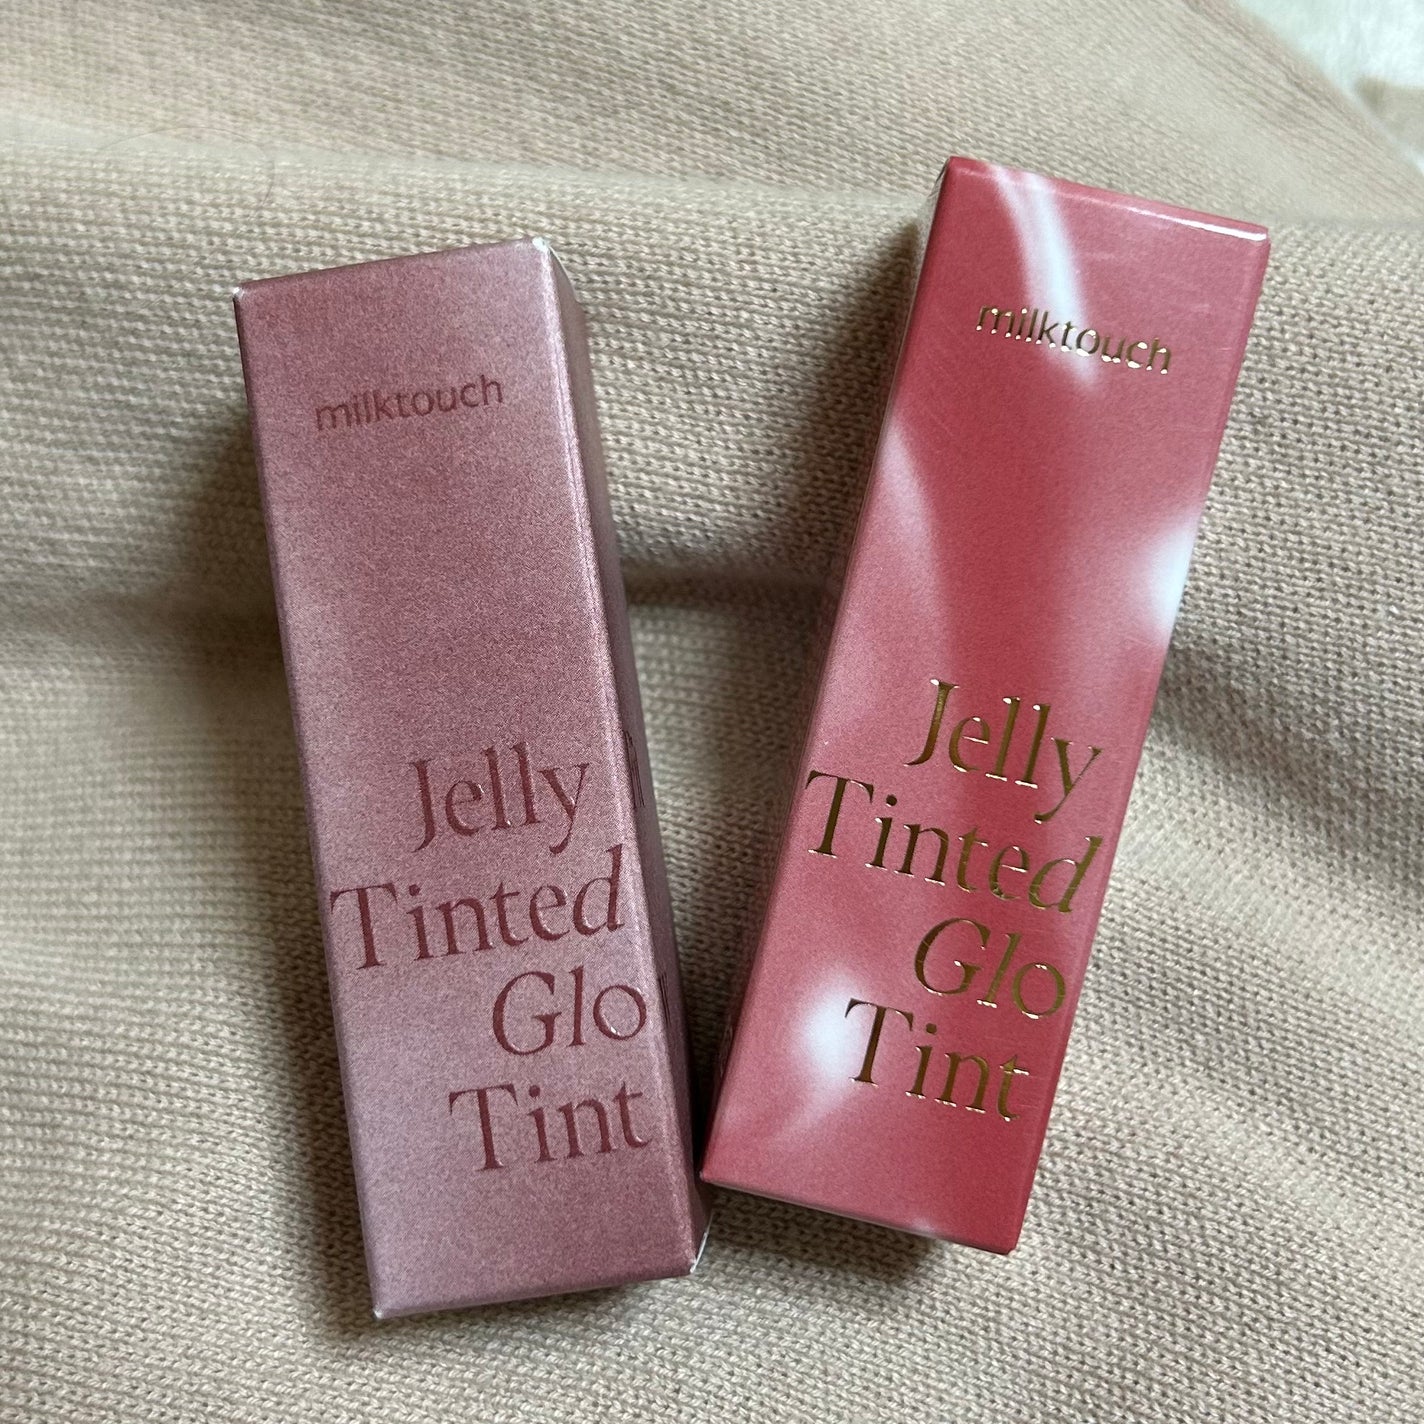 milktouch
Jelly
Tinted
Glo
Tint
milktouch
Jelly
Tinted
Glo
Tint